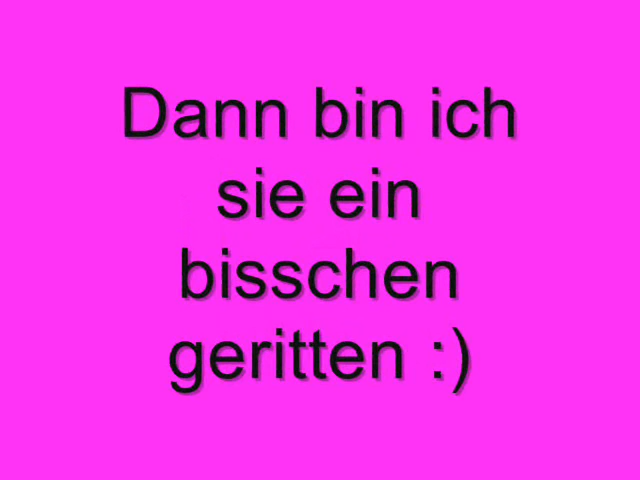 Dann bin ich
sie ein
bisschen
geritten :)